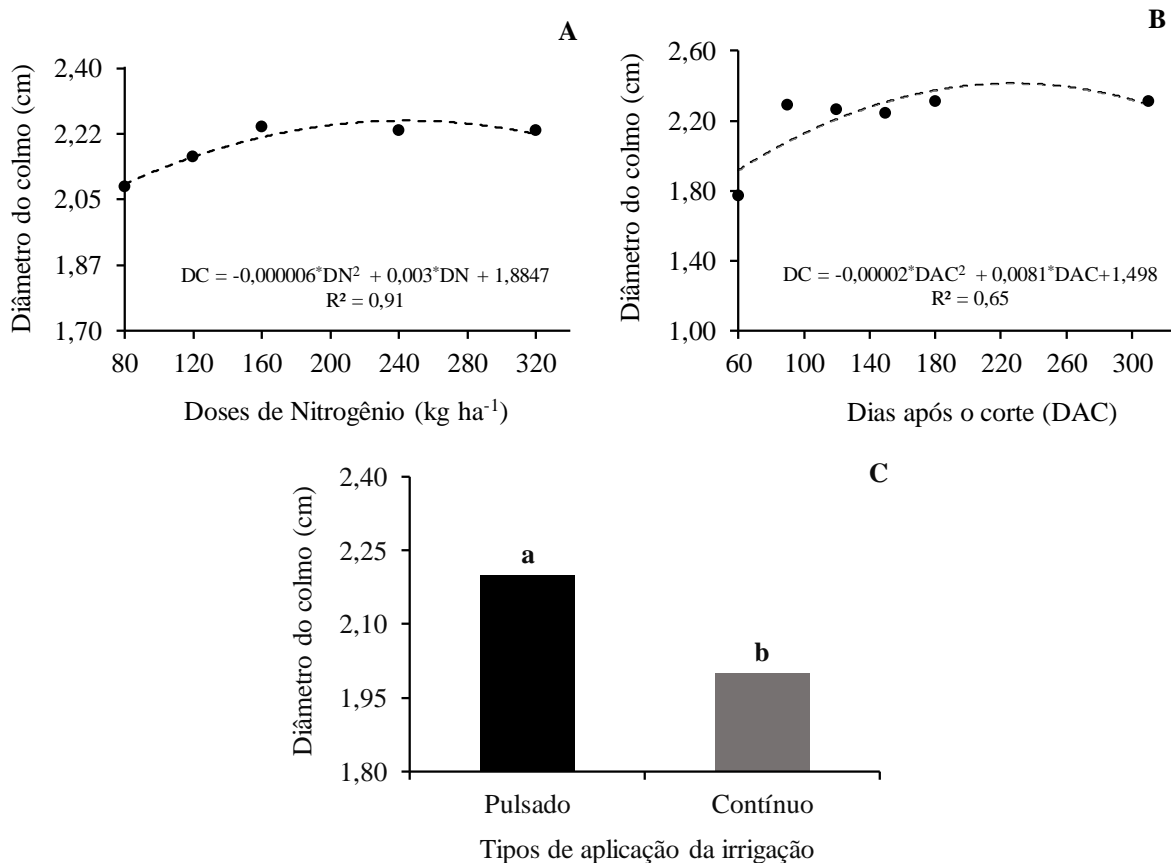 A
Diâmetro do colmo (cm)
2,40
2,22
2,05
1,87
1,70
DC = -0,000006*DN² + 0,003*DN + 1,8847
R² = 0,91
80 120 160 200 240 280 320
Doses de Nitrogênio (kg ha⁻¹)
B
Diâmetro do colmo (cm)
2,60
2,20
1,80
1,40
1,00
DC = -0,00002*DAC² + 0,0081*DAC+1,498
R² = 0,65
60 100 140 180 220 260 300
Dias após o corte (DAC)
C
Diâmetro do colmo (cm)
2,40
2,25
2,10
1,95
1,80
a
b
Pulsado Contínuo
Tipos de aplicação da irrigação